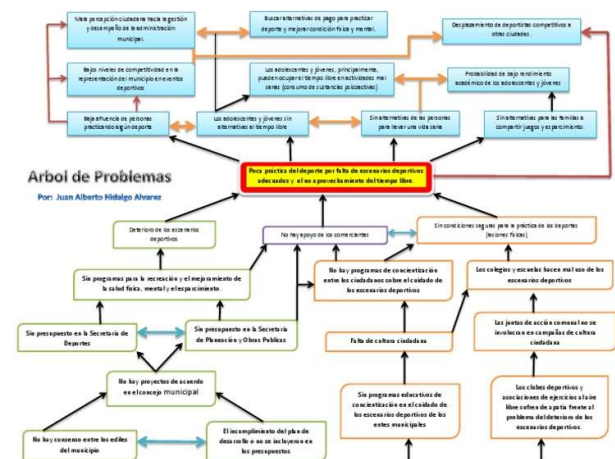 Mala percepción ciudadana hacia la gestión
y desempeño de la administración
municipal.
Buscar alternativas de pago para practicar
deporte y mejorar condición física y mental.
Desplazamiento de deportistas competitivos a
otras ciudades.
Bajos niveles de competitividad en la
representación del municipio en eventos
deportivos
Los adolescentes y jóvenes, principalmente,
pueden ocupar el tiempo libre en actividades mal
sanas (consumo de sustancias psicoactivas)
Probabilidad de bajo rendimiento
académico de los adolescentes y jóvenes
Baja afluencia de personas
practicando algún deporte
Los adolescentes y jóvenes sin
alternativas al tiempo libre
Sin alternativas de las personas
para llevar una vida sana
Sin alternativas para las familias a
compartir juegos y esparcimiento.
Arbol de Problemas
Por: Juan Alberto Hidalgo Alvarez
Poca práctica del deporte por falta de escenarios deportivos
adecuados y el no aprovechamiento del tiempo libre.
Deterioro de los escenarios
deportivos
No hay apoyo de los comerciantes
Sin condiciones seguras para la práctica de los deportes
(lesiones físicas)
Sin programas para la recreación y el mejoramiento de
la salud física, mental y el esparcimiento.
No hay programas de concientización
entre los ciudadanos sobre el cuidado de
los escenarios deportivos
Los colegios y escuelas hacen mal uso de los
escenarios deportivos
Sin presupuesto en la Secretaría de
Deportes
Sin presupuesto en la Secretaría
de Planeación y Obras Publicas
Falta de cultura ciudadana
Las juntas de acción comunal no se
involucran en campañas de cultura
ciudadana
No hay proyectos de acuerdo
en el concejo municipal
Sin programas educativos de
concientización en el cuidado de
los escenarios deportivos de los
entes municipales
Los clubes deportivos y
asociaciones de ejercicios al aire
libre sufren de apatía frente al
problema del deterioro de los
escenarios deportivos.
No hay consenso entre los ediles
del municipio
El incumplimiento del plan de
desarrollo o no se incluyeron en
los presupuestos